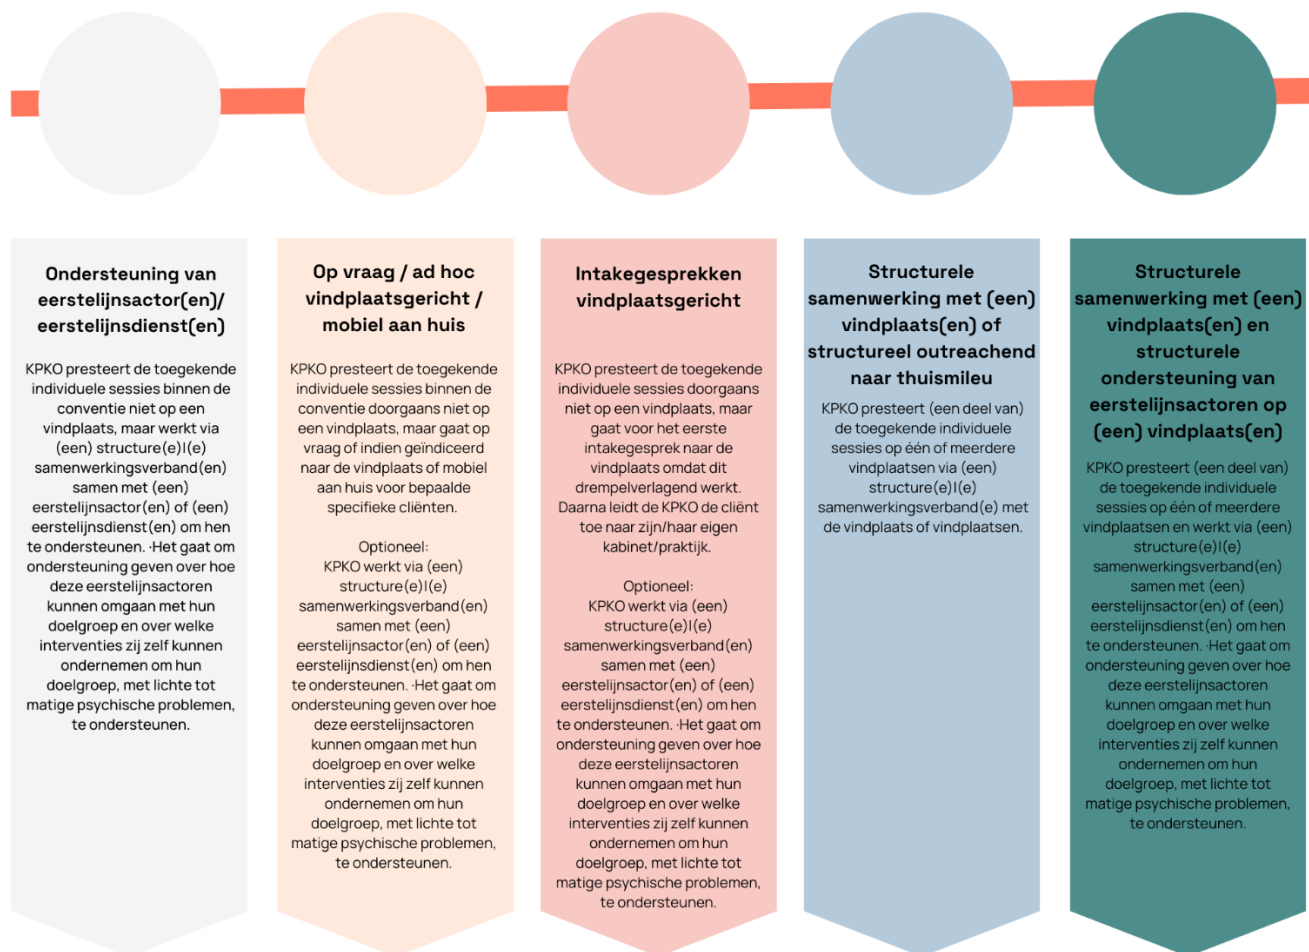 Ondersteuning van
eerstelijnsactor(en)/
eerstelijnsdienst(en)
KPKO presteert de toegekende
individuele sessies binnen de
conventie niet op een
vindplaats, maar werkt via
(een) structure(e)l(e)
samenwerkingsverband(en)
samen met (een)
eerstelijnsactor(en) of (een)
eerstelijnsdienst(en) om hen
te ondersteunen. ·Het gaat om
ondersteuning geven over hoe
deze eerstelijnsactoren
kunnen omgaan met hun
doelgroep en over welke
interventies zij zelf kunnen
ondernemen om hun
doelgroep, met lichte tot
matige psychische problemen,
te ondersteunen.
Op vraag / ad hoc
vindplaatsgericht /
mobiel aan huis
KPKO presteert de toegekende
individuele sessies binnen de
conventie doorgaans niet op
een vindplaats, maar gaat op
vraag of indien geïndiceerd
naar de vindplaats of mobiel
aan huis voor bepaalde
specifieke cliënten.
Optioneel:
KPKO werkt via (een)
structure(e)l(e)
samenwerkingsverband(en)
samen met (een)
eerstelijnsactor(en) of (een)
eerstelijnsdienst(en) om hen
te ondersteunen. ·Het gaat om
ondersteuning geven over hoe
deze eerstelijnsactoren
kunnen omgaan met hun
doelgroep en over welke
interventies zij zelf kunnen
ondernemen om hun
doelgroep, met lichte tot
matige psychische problemen,
te ondersteunen.
Intakegesprekken
vindplaatsgericht
KPKO presteert de toegekende
individuele sessies doorgaans
niet op een vindplaats, maar
gaat voor het eerste
intakegesprek naar de
vindplaats omdat dit
drempelverlagend werkt.
Daarna leidt de KPKO de cliënt
toe naar zijn/haar eigen
kabinet/praktijk.
Optioneel:
KPKO werkt via (een)
structure(e)l(e)
samenwerkingsverband(en)
samen met (een)
eerstelijnsactor(en) of (een)
eerstelijnsdienst(en) om hen
te ondersteunen. ·Het gaat om
ondersteuning geven over hoe
deze eerstelijnsactoren
kunnen omgaan met hun
doelgroep en over welke
interventies zij zelf kunnen
ondernemen om hun
doelgroep, met lichte tot
matige psychische problemen,
te ondersteunen.
Structurele
samenwerking met (een)
vindplaats(en) of
structureel outreachend
naar thuismileu
KPKO presteert (een deel van)
de toegekende individuele
sessies op één of meerdere
vindplaatsen via (een)
structure(e)l(e)
samenwerkingsverband(e) met
de vindplaats of vindplaatsen.
Structurele
samenwerking met (een)
vindplaats(en) en
structurele
ondersteuning van
eerstelijnsactoren op
(een) vindplaats(en)
KPKO presteert (een deel van)
de toegekende individuele
sessies op één of meerdere
vindplaatsen en werkt via (een)
structure(e)l(e)
samenwerkingsverband(en)
samen met (een)
eerstelijnsactor(en) of (een)
eerstelijnsdienst(en) om hen
te ondersteunen. ·Het gaat om
ondersteuning geven over hoe
deze eerstelijnsactoren
kunnen omgaan met hun
doelgroep en over welke
interventies zij zelf kunnen
ondernemen om hun
doelgroep, met lichte tot
matige psychische problemen,
te ondersteunen.